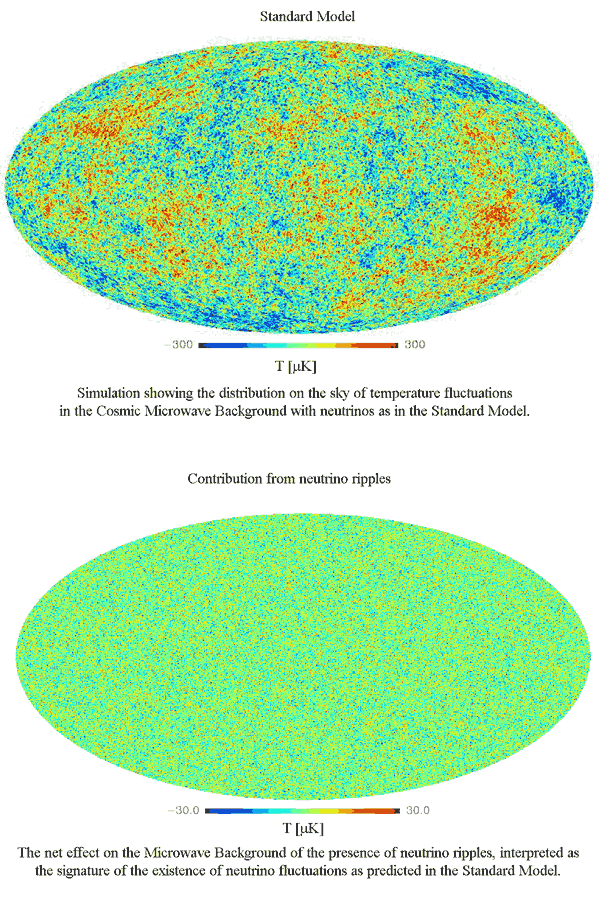 Standard Model
-300 300
T [μK]
Simulation showing the distribution on the sky of temperature fluctuations
in the Cosmic Microwave Background with neutrinos as in the Standard Model.
Contribution from neutrino ripples
-30.0 30.0
T [μK]
The net effect on the Microwave Background of the presence of neutrino ripples, interpreted as
the signature of the existence of neutrino fluctuations as predicted in the Standard Model.